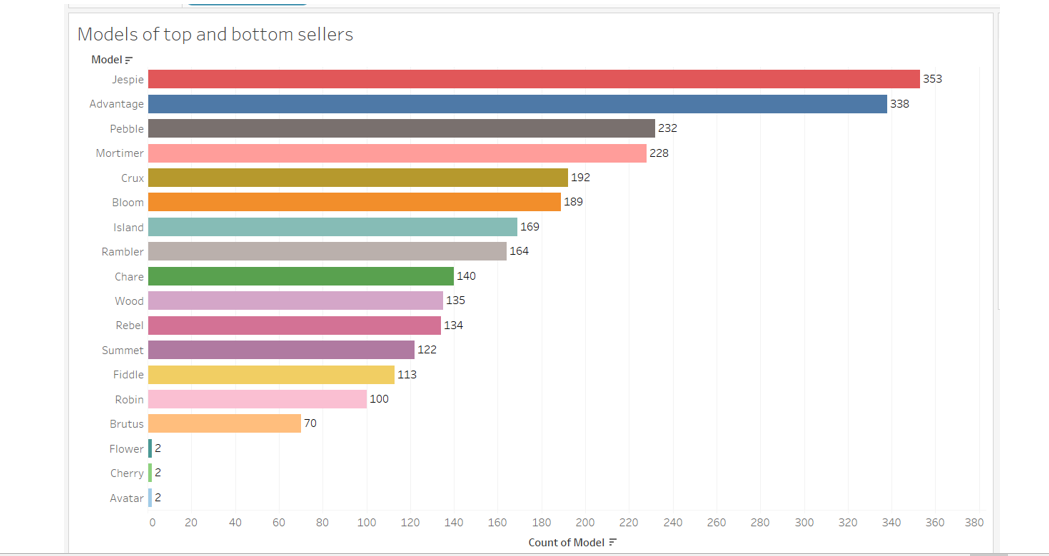 Models of top and bottom sellers
Model
Jespie 353
Advantage 338
Pebble 232
Mortimer 228
Crux 192
Bloom 189
Island 169
Rambler 164
Chare 140
Wood 135
Rebel 134
Summet 122
Fiddle 113
Robin 100
Brutus 70
Flower 2
Cherry 2
Avatar 2
0 20 40 60 80 100 120 140 160 180 200 220 240 260 280 300 320 340 360 380
Count of Model